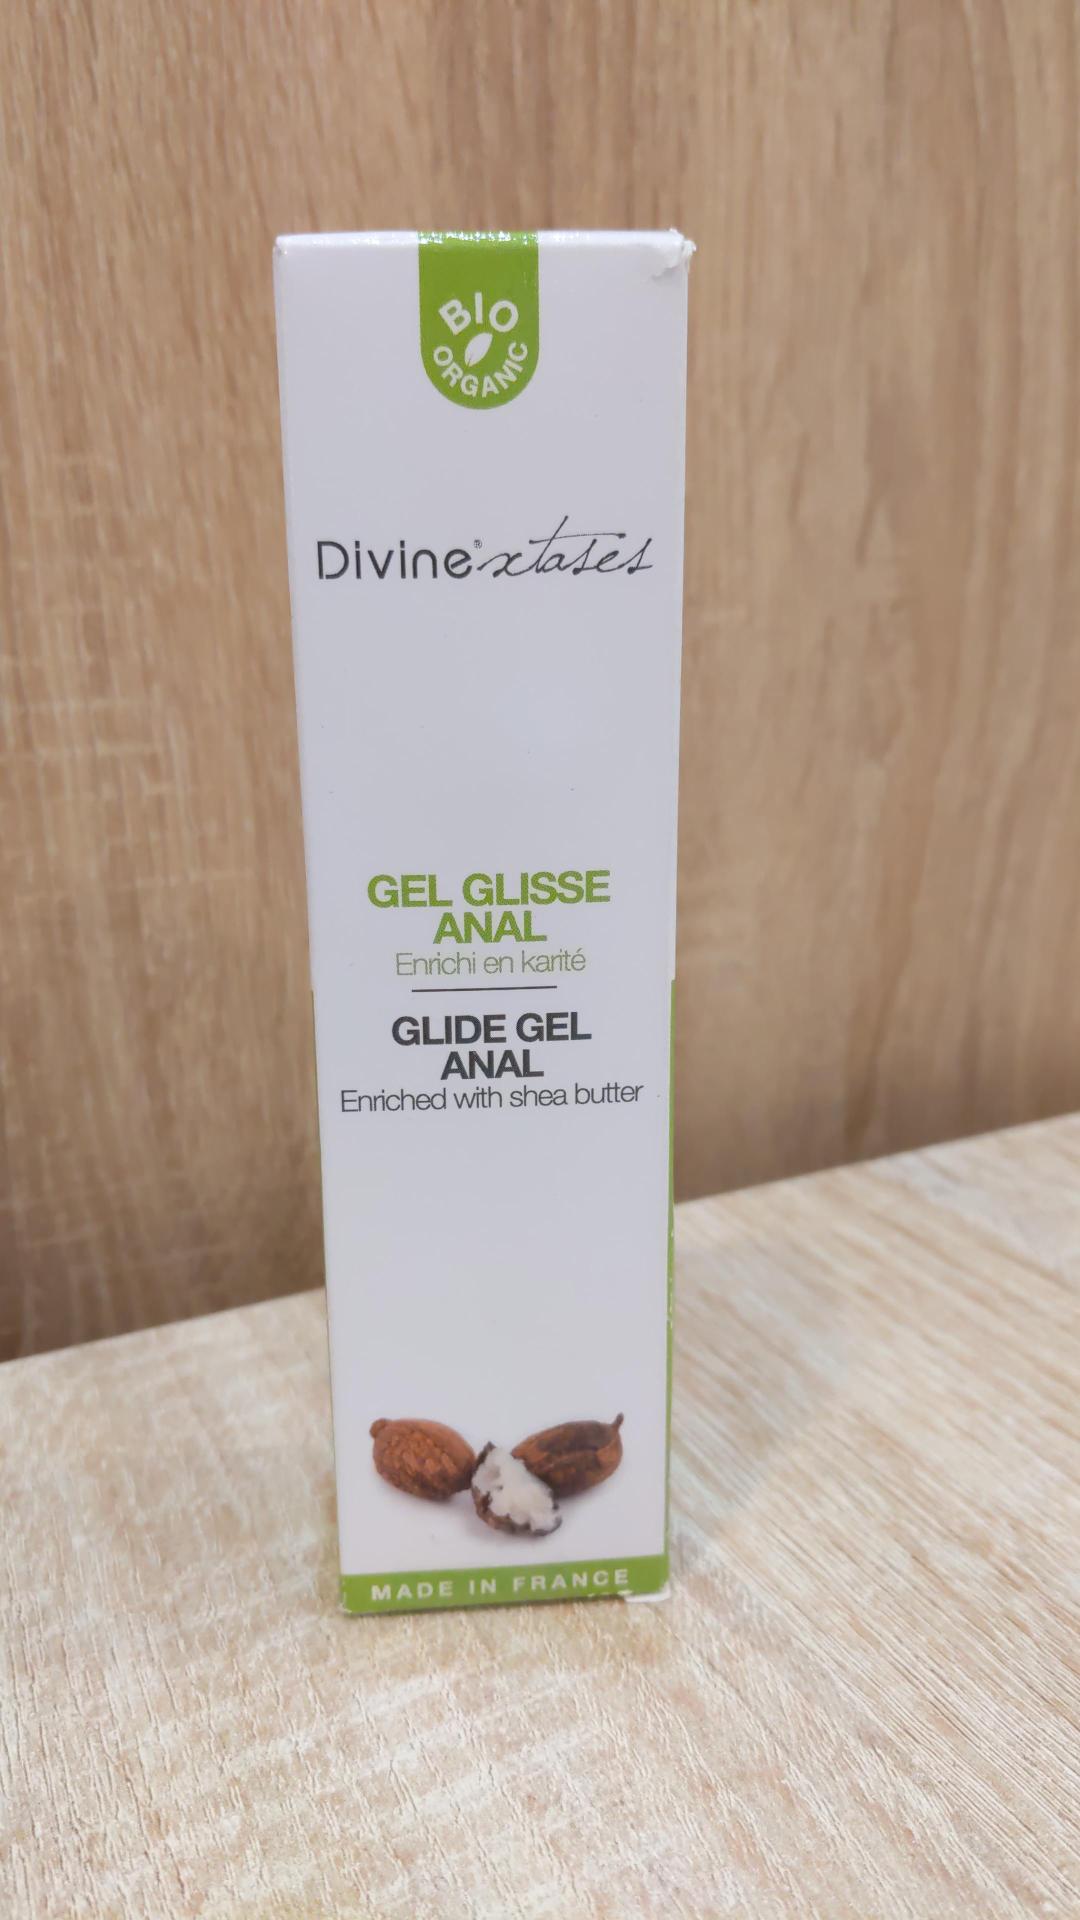 BIO
ORGANIC
Divine® xtases
GEL GLISSE
ANAL
Enrichi en karité
GLIDE GEL
ANAL
Enriched with shea butter
MADE IN FRANCE